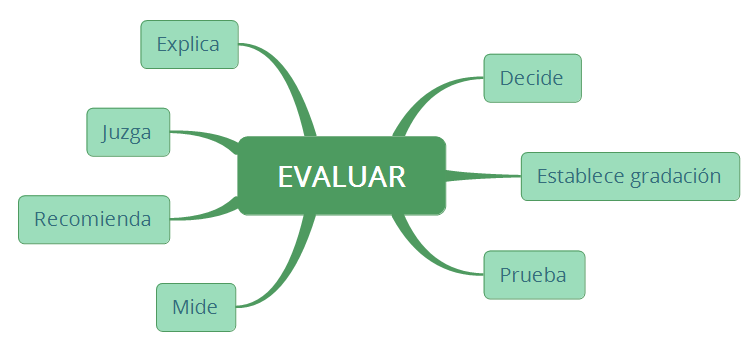 Explica
Decide
Juzga
EVALUAR
Establece gradación
Recomienda
Prueba
Mide